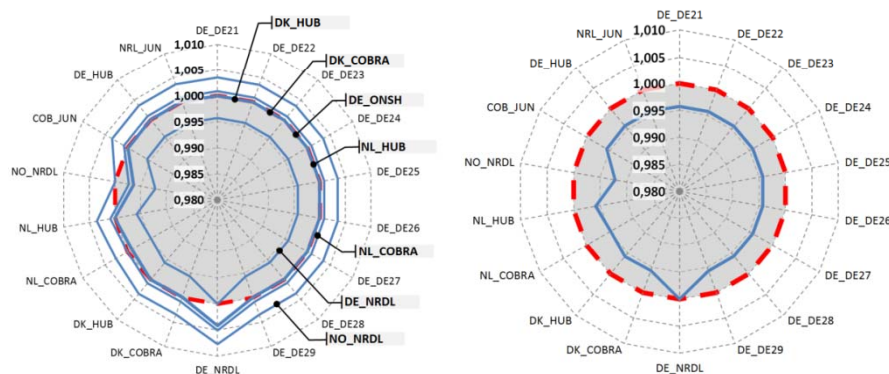 DE_DE21
DE_DE22
DE_DE23
DE_DE24
DE_DE25
DE_DE26
DE_DE27
DE_DE28
DE_DE29
DE_NRDL
DK_COBRA
DK_HUB
NL_COBRA
NL_HUB
NO_NRDL
COB_JUN
DE_HUB
NRL_JUN
1,010
1,005
1,000
0,995
0,990
0,985
0,980
DK_HUB
DK_COBRA
DE_ONSH
NL_HUB
NL_COBRA
DE_NRDL
NO_NRDL
DE_DE21
DE_DE22
DE_DE23
DE_DE24
DE_DE25
DE_DE26
DE_DE27
DE_DE28
DE_DE29
DE_NRDL
DK_COBRA
DK_HUB
NL_COBRA
NL_HUB
NO_NRDL
COB_JUN
DE_HUB
NRL_JUN
1,010
1,005
1,000
0,995
0,990
0,985
0,980